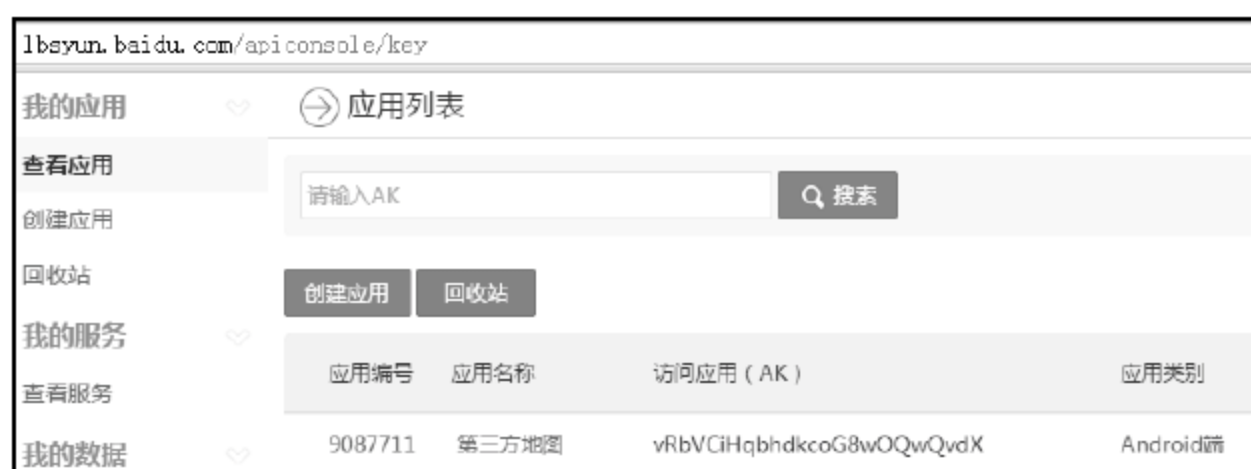 lbsyun.baidu.com/apiconsole/key
我的应用
查看应用
创建应用
回收站
我的服务
查看服务
我的数据
应用列表
请输入AK
搜索
创建应用 回收站
应用编号 应用名称 访问应用（AK） 应用类别
9087711 第三方地图 vRbVCiHqbhdkcoG8wOQwQvdX Android端